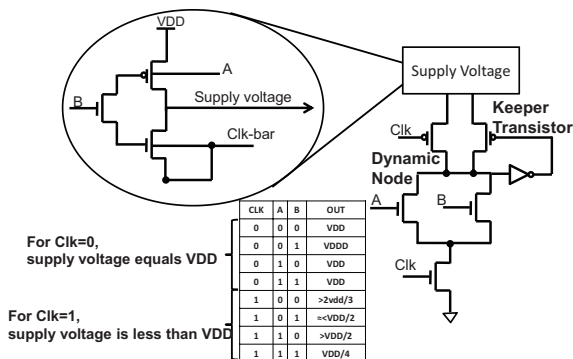 VDD
A
B
Supply voltage
Clk-bar
Supply Voltage
Keeper
Transistor
Clk
Dynamic
Node
A
B
Clk
For Clk=0,
supply voltage equals VDD
For Clk=1,
supply voltage is less than VDD
CLK A B OUT
0 0 0 VDD
0 0 1 VDDD
0 1 0 VDD
0 1 1 VDD
1 0 0 >2vdd/3
1 0 1 =<VDD/2
1 1 0 >VDD/2
1 1 1 VDD/4